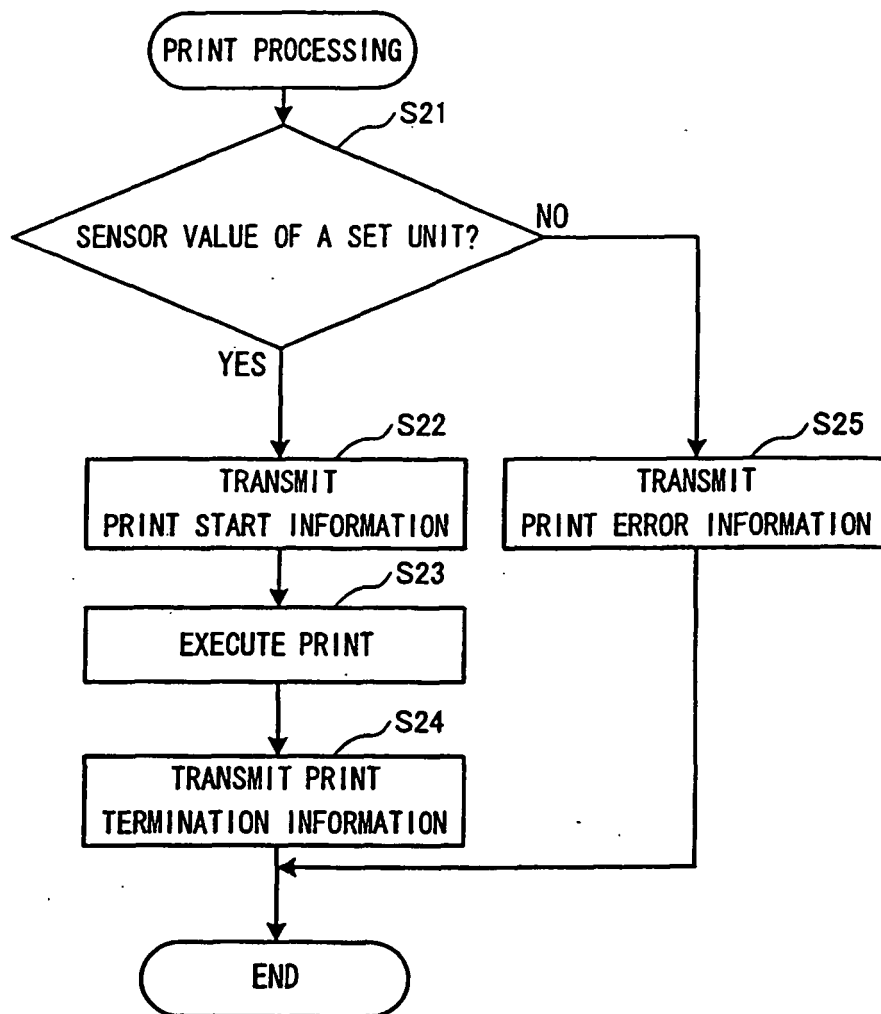 PRINT PROCESSING
S21
SENSOR VALUE OF A SET UNIT?
NO
YES
S22
TRANSMIT
PRINT START INFORMATION
S25
TRANSMIT
PRINT ERROR INFORMATION
S23
EXECUTE PRINT
S24
TRANSMIT PRINT
TERMINATION INFORMATION
END